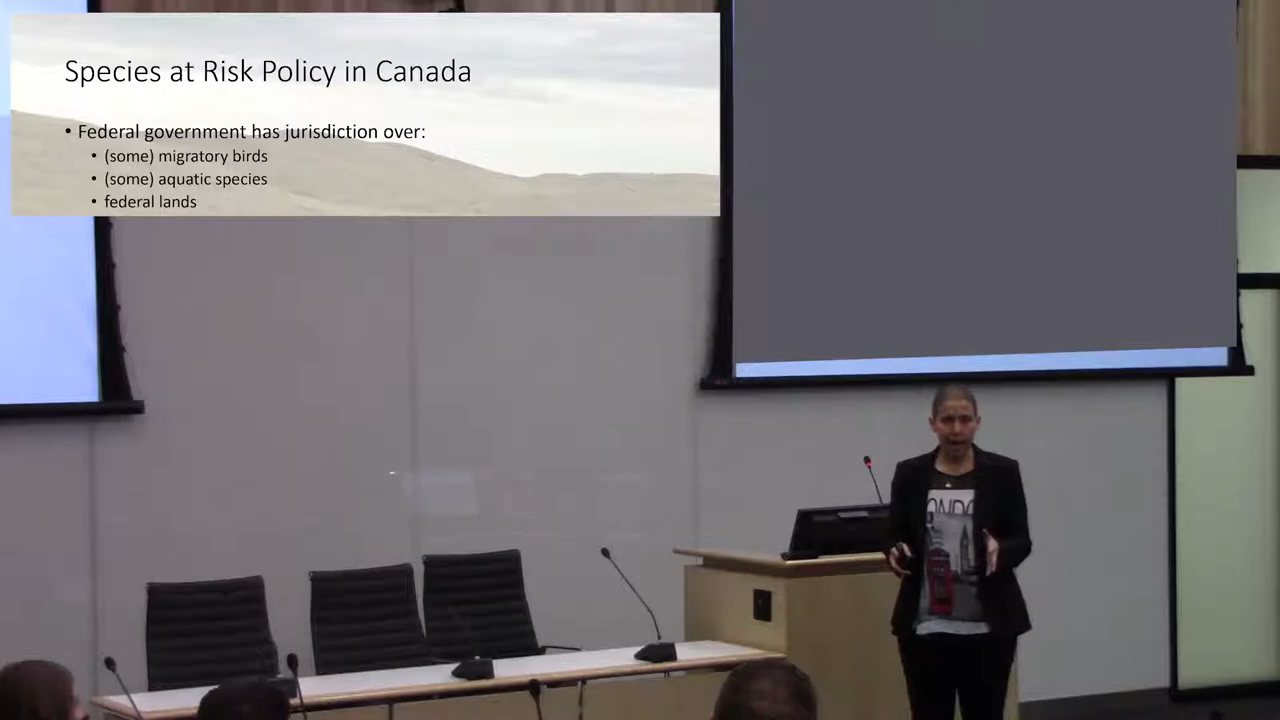 Species at Risk Policy in Canada
• Federal government has jurisdiction over:
• (some) migratory birds
• (some) aquatic species
• federal lands